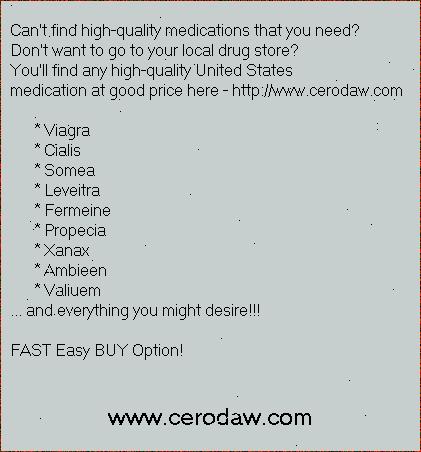 Can't find high-quality medications that you need?
Don't want to go to your local drug store?
You'll find any high-quality United States
medication at good price here - http://www.cerodaw.com
* Viagra
* Cialis
* Somea
* Leveitra
* Fermeine
* Propecia
* Xanax
* Ambieen
* Valiuem
... and everything you might desire!!!
FAST Easy BUY Option!
www.cerodaw.com